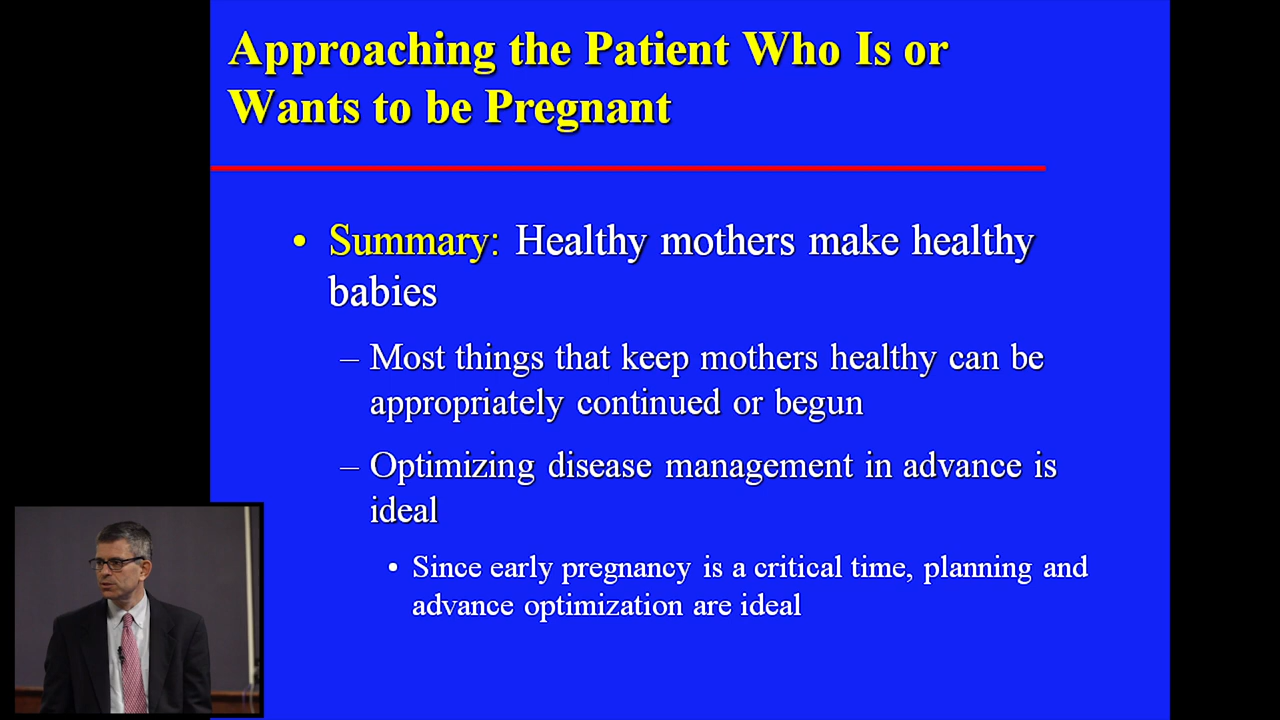 Approaching the Patient Who Is or
Wants to be Pregnant
• Summary: Healthy mothers make healthy
babies
– Most things that keep mothers healthy can be
appropriately continued or begun
– Optimizing disease management in advance is
ideal
• Since early pregnancy is a critical time, planning and
advance optimization are ideal